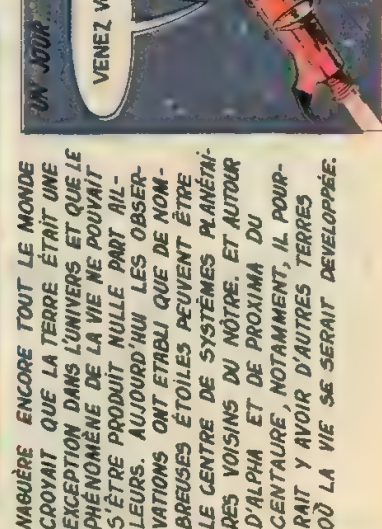 NAGUÈRE ENCORE TOUT LE MONDE
CROYAIT QUE LA TERRE ÉTAIT UNE
EXCEPTION DANS L'UNIVERS ET QUE LE
PHÉNOMÈNE DE LA VIE NE POUVAIT
S'ÊTRE PRODUIT NULLE PART AIL-
LEURS. AUJOURD'HUI LES OBSER-
VATIONS ONT ETABLI QUE DE NOM-
BREUSES ÉTOILES PEUVENT ÊTRE
LE CENTRE DE SYSTÈMES PLANÉTAI-
RES VOISINS DU NÔTRE. ET AUTOUR
D'ALPHA ET DE PROXIMA DU
CENTAURE, NOTAMMENT, IL POUR-
RAIT Y AVOIR D'AUTRES TERRES
OÙ LA VIE SE SERAIT DEVELOPPÉE.
UN JOUR...
VENEZ